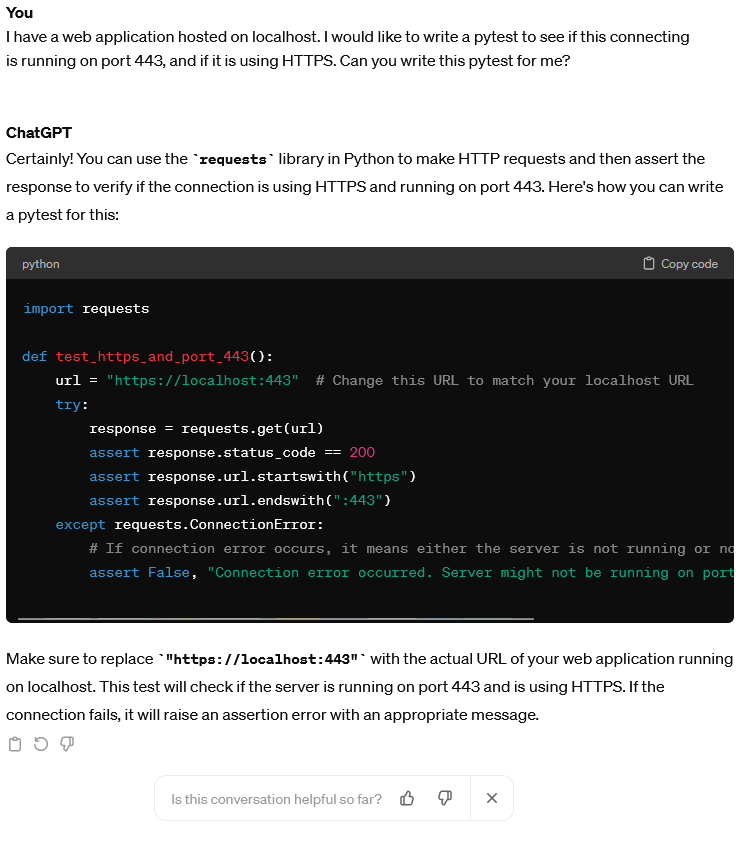 You
I have a web application hosted on localhost. I would like to write a pytest to see if this connecting
is running on port 443, and if it is using HTTPS. Can you write this pytest for me?
ChatGPT
Certainly! You can use the `requests` library in Python to make HTTP requests and then assert the
response to verify if the connection is using HTTPS and running on port 443. Here's how you can write
a pytest for this:
python
Copy code
import requests
def test_https_and_port_443():
    url = "https://localhost:443"  # Change this URL to match your localhost URL
    try:
        response = requests.get(url)
        assert response.status_code == 200
        assert response.url.startswith("https")
        assert response.url.endswith(":443")
    except requests.ConnectionError:
        # If connection error occurs, it means either the server is not running or no
        assert False, "Connection error occurred. Server might not be running on port
Make sure to replace `"https://localhost:443"` with the actual URL of your web application running
on localhost. This test will check if the server is running on port 443 and is using HTTPS. If the
connection fails, it will raise an assertion error with an appropriate message.
Is this conversation helpful so far?